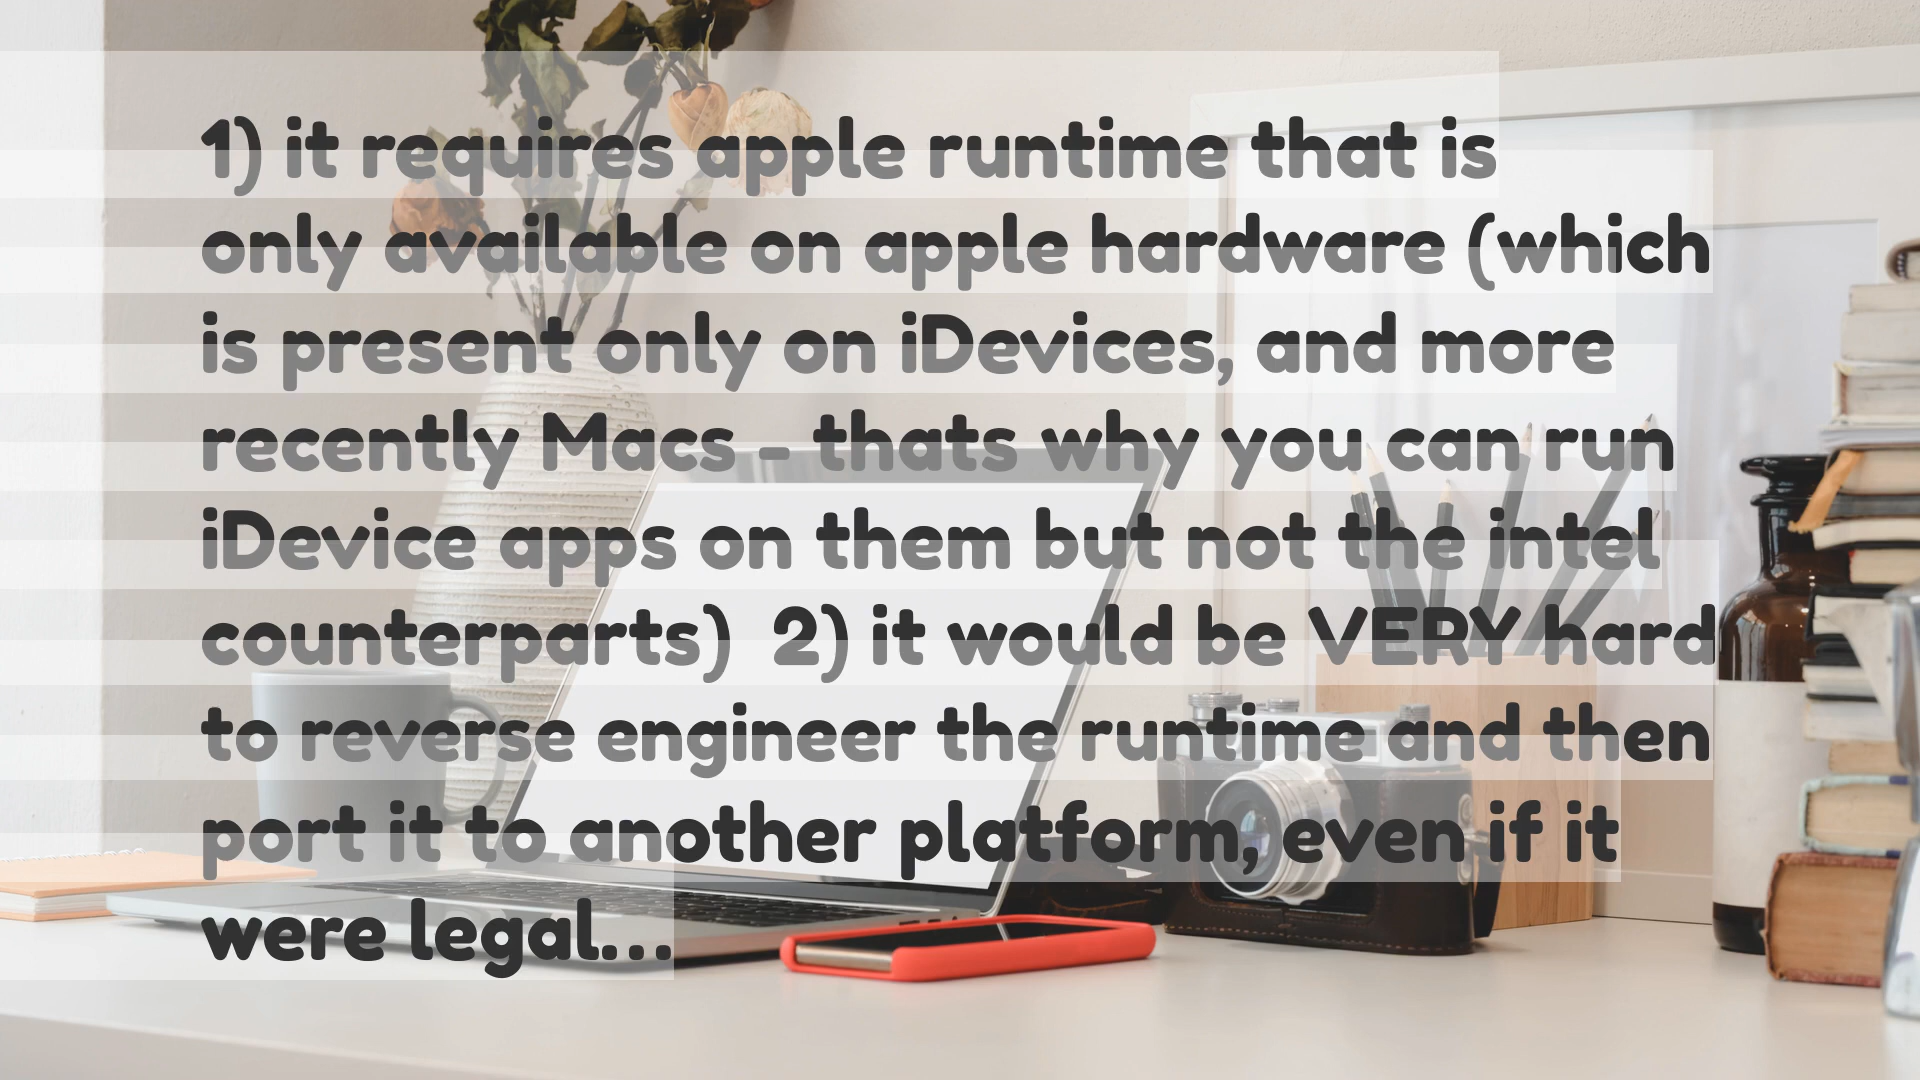 1) it requires apple runtime that is
only available on apple hardware (which
is present only on iDevices, and more
recently Macs - thats why you can run
iDevice apps on them but not the intel
counterparts)  2) it would be VERY hard
to reverse engineer the runtime and then
port it to another platform, even if it
were legal...